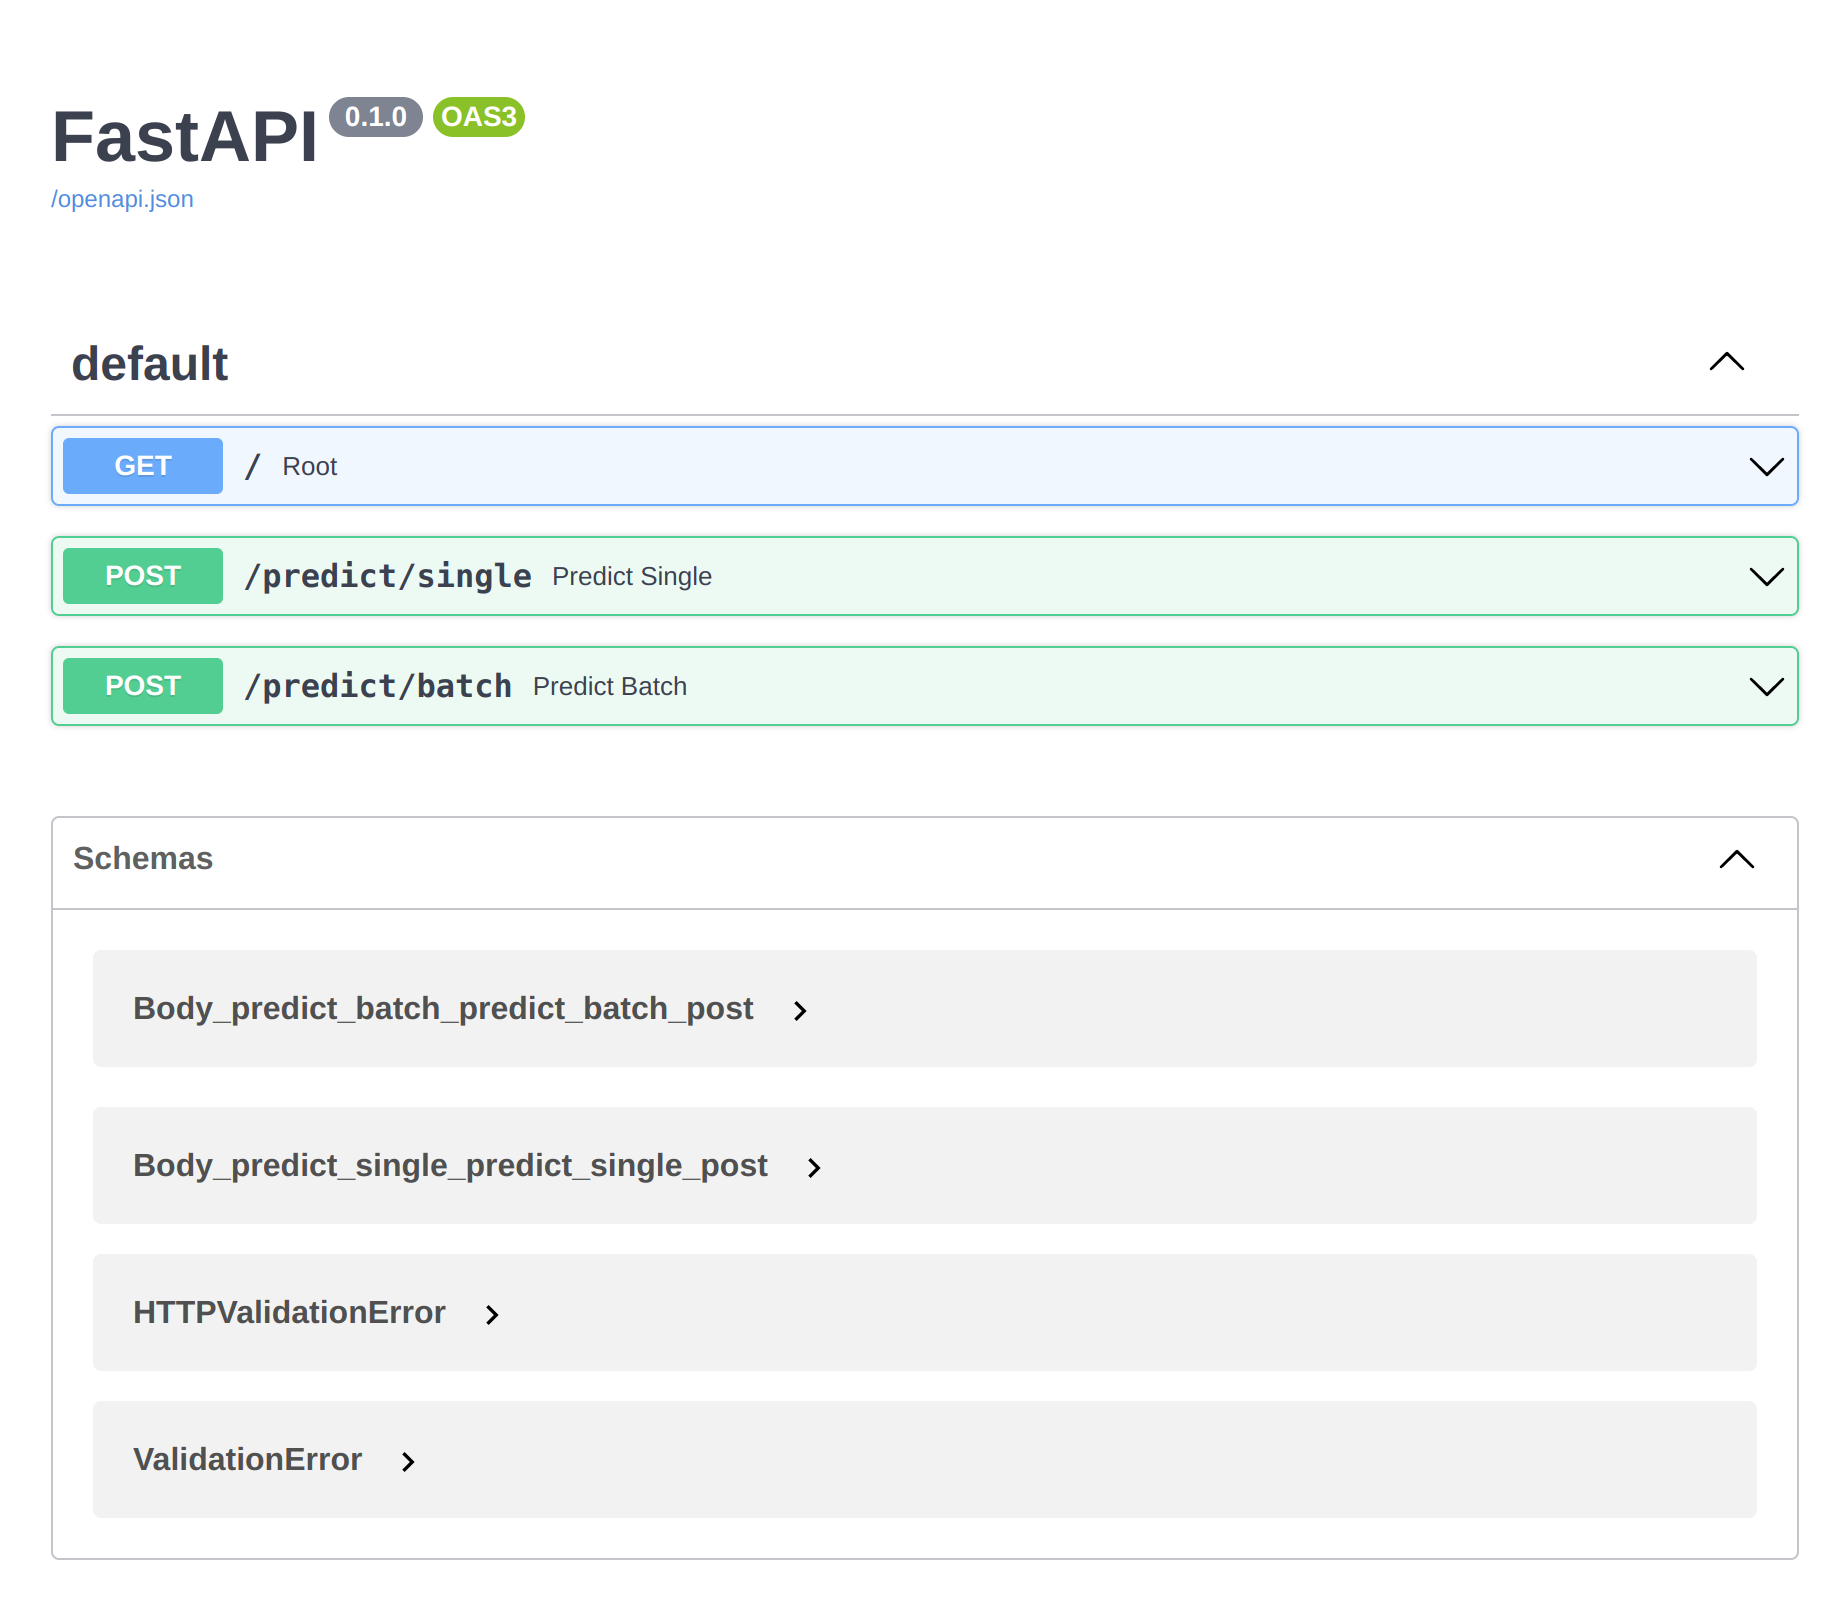 FastAPI 0.1.0 OAS3
/openapi.json
default
GET / Root
POST /predict/single Predict Single
POST /predict/batch Predict Batch
Schemas
Body_predict_batch_predict_batch_post
Body_predict_single_predict_single_post
HTTPValidationError
ValidationError